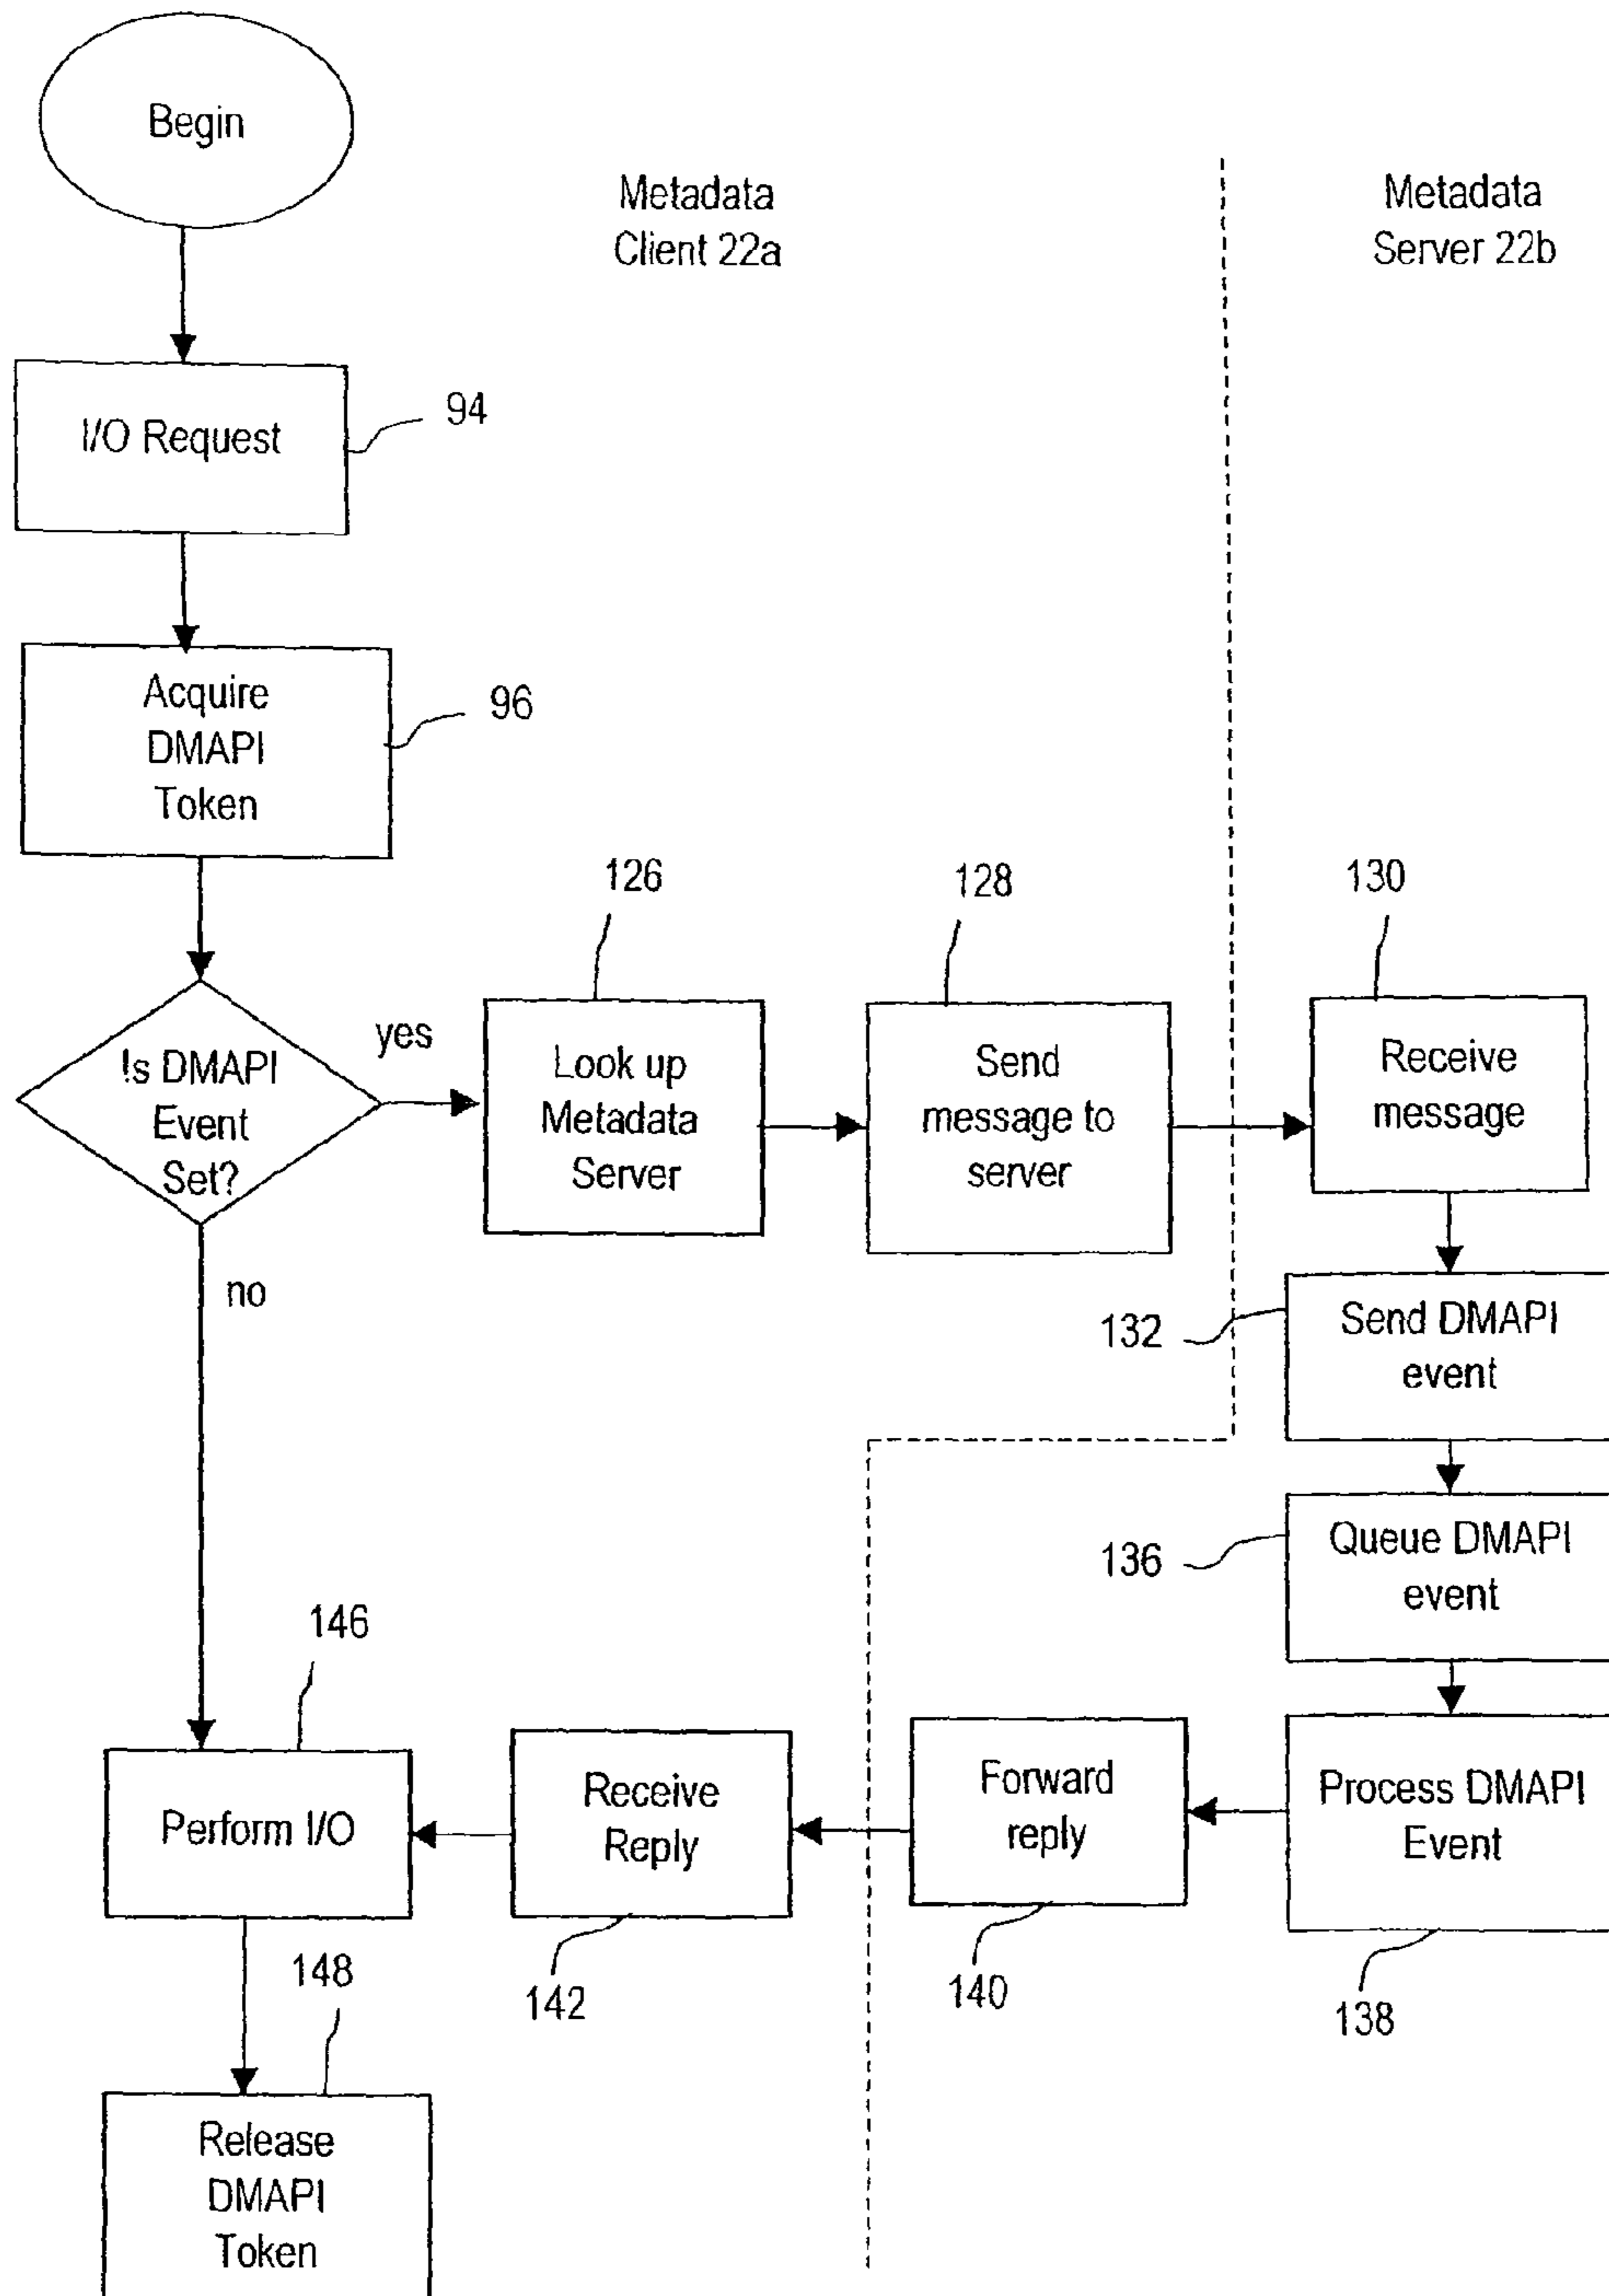 Begin
Metadata
Client 22a
Metadata
Server 22b
I/O Request
94
Acquire
DMAPI
Token
96
126
128
130
Is DMAPI
Event
Set?
yes
no
Look up
Metadata
Server
Send
message to
server
Receive
message
132
Send DMAPI
event
136
Queue DMAPI
event
146
Perform I/O
Receive
Reply
Forward
reply
Process DMAPI
Event
148
142
140
138
Release
DMAPI
Token